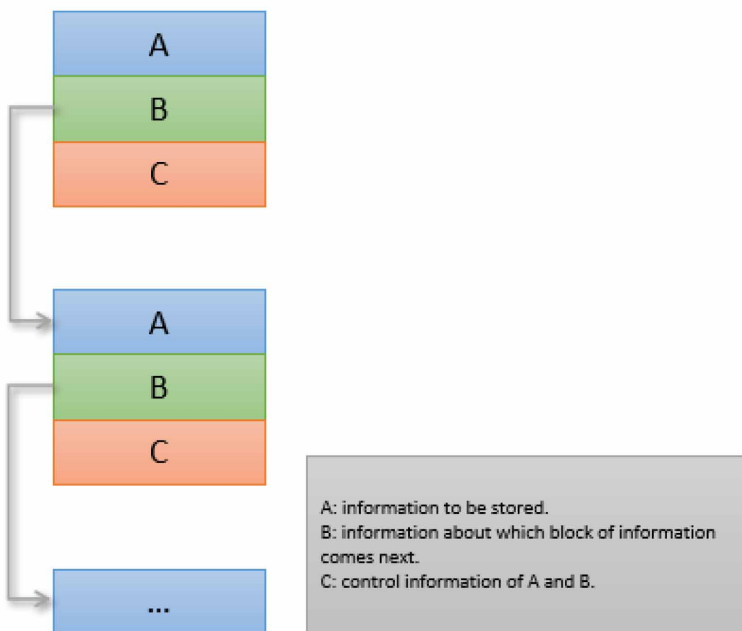 A
B
C
A
B
C
...
A: information to be stored.
B: information about which block of information
comes next.
C: control information of A and B.